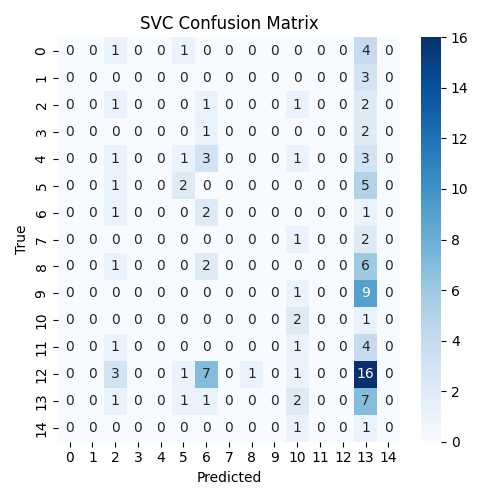 SVC Confusion Matrix
0 0 0 1 0 0 1 0 0 0 0 0 0 0 4 0
1 0 0 0 0 0 0 0 0 0 0 0 0 0 3 0
2 0 0 1 0 0 0 1 0 0 0 1 0 0 2 0
3 0 0 0 0 0 0 1 0 0 0 0 0 0 2 0
4 0 0 1 0 0 1 3 0 0 0 1 0 0 3 0
5 0 0 1 0 0 2 0 0 0 0 0 0 0 5 0
6 0 0 1 0 0 0 2 0 0 0 0 0 0 1 0
7 0 0 0 0 0 0 0 0 0 0 1 0 0 2 0
8 0 0 1 0 0 0 2 0 0 0 0 0 0 6 0
9 0 0 0 0 0 0 0 0 0 0 1 0 0 9 0
10 0 0 0 0 0 0 0 0 0 0 2 0 0 1 0
11 0 0 1 0 0 0 0 0 0 0 1 0 0 4 0
12 0 0 3 0 0 1 7 0 1 0 1 0 0 16 0
13 0 0 1 0 0 1 1 0 0 0 2 0 0 7 0
14 0 0 0 0 0 0 0 0 0 0 1 0 0 1 0
0 1 2 3 4 5 6 7 8 9 10 11 12 13 14
Predicted
True
16
14
12
10
8
6
4
2
0